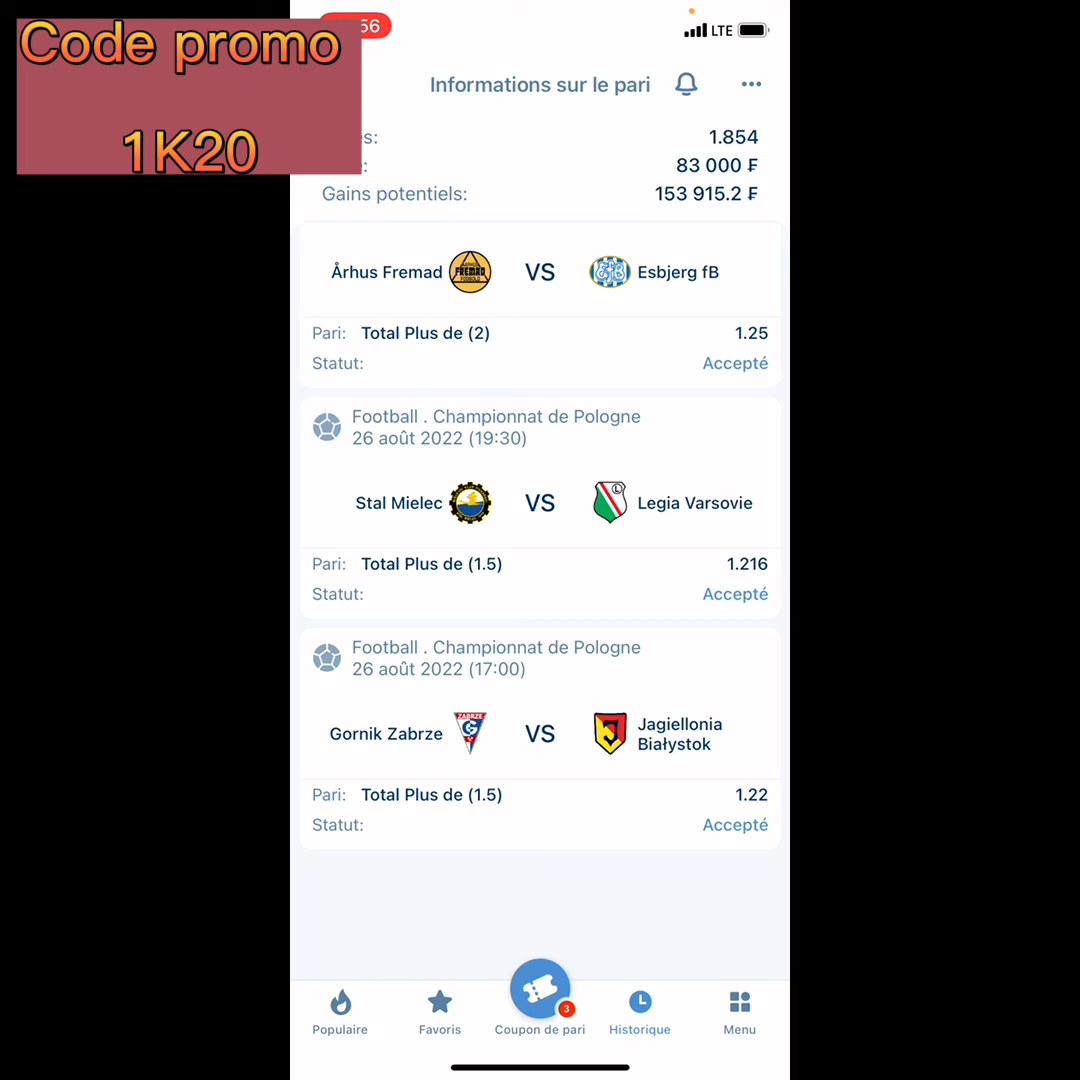 Code promo
1K20
56
LTE
Informations sur le pari
s: 1.854
: 83 000 ₣
Gains potentiels: 153 915.2 ₣
Århus Fremad VS Esbjerg fB
Pari: Total Plus de (2) 1.25
Statut: Accepté
Football . Championnat de Pologne
26 août 2022 (19:30)
Stal Mielec VS Legia Varsovie
Pari: Total Plus de (1.5) 1.216
Statut: Accepté
Football . Championnat de Pologne
26 août 2022 (17:00)
Gornik Zabrze VS Jagiellonia
Białystok
Pari: Total Plus de (1.5) 1.22
Statut: Accepté
3
Populaire Favoris Coupon de pari Historique Menu